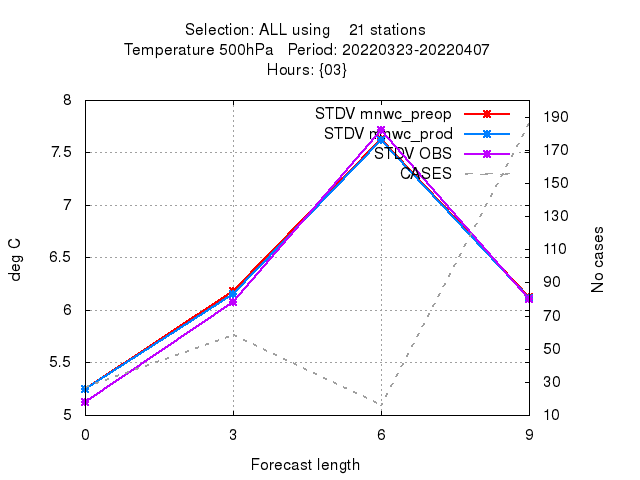 Selection: ALL using 21 stations
Temperature 500hPa Period: 20220323-20220407
Hours: {03}
8
7.5
7
6.5
6
5.5
5
deg C
STDV mnwc_preop
STDV mnwc_prod
STDV OBS
CASES
190
170
150
130
110
90
70
50
30
10
No cases
0 3 6 9
Forecast length